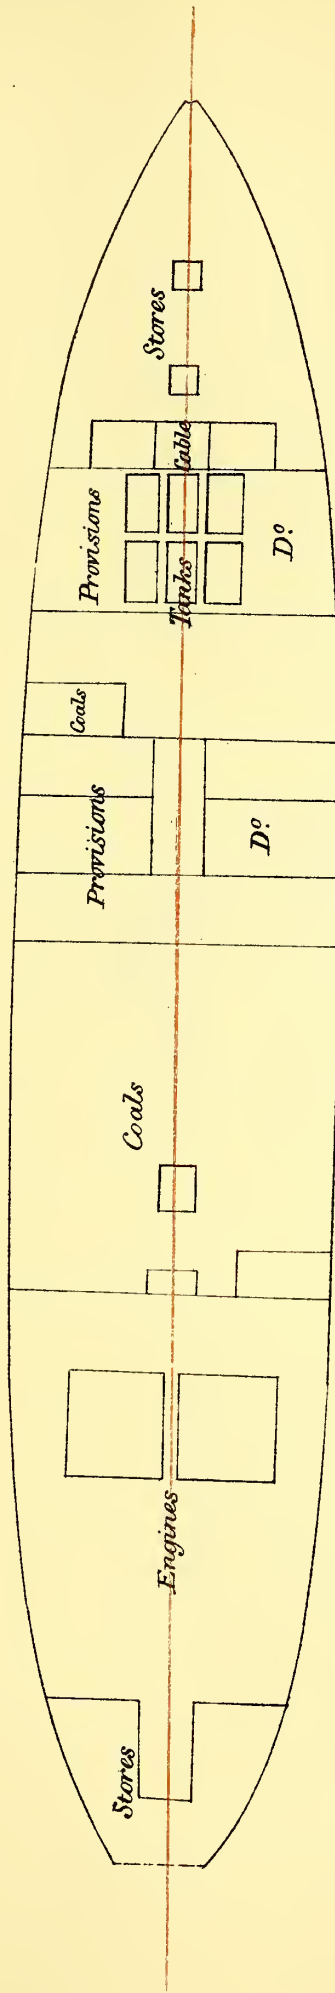 Stores
Cable
Provisions
Tanks
Do.
Coals
Provisions
Do.
Coals
Engines
Stores